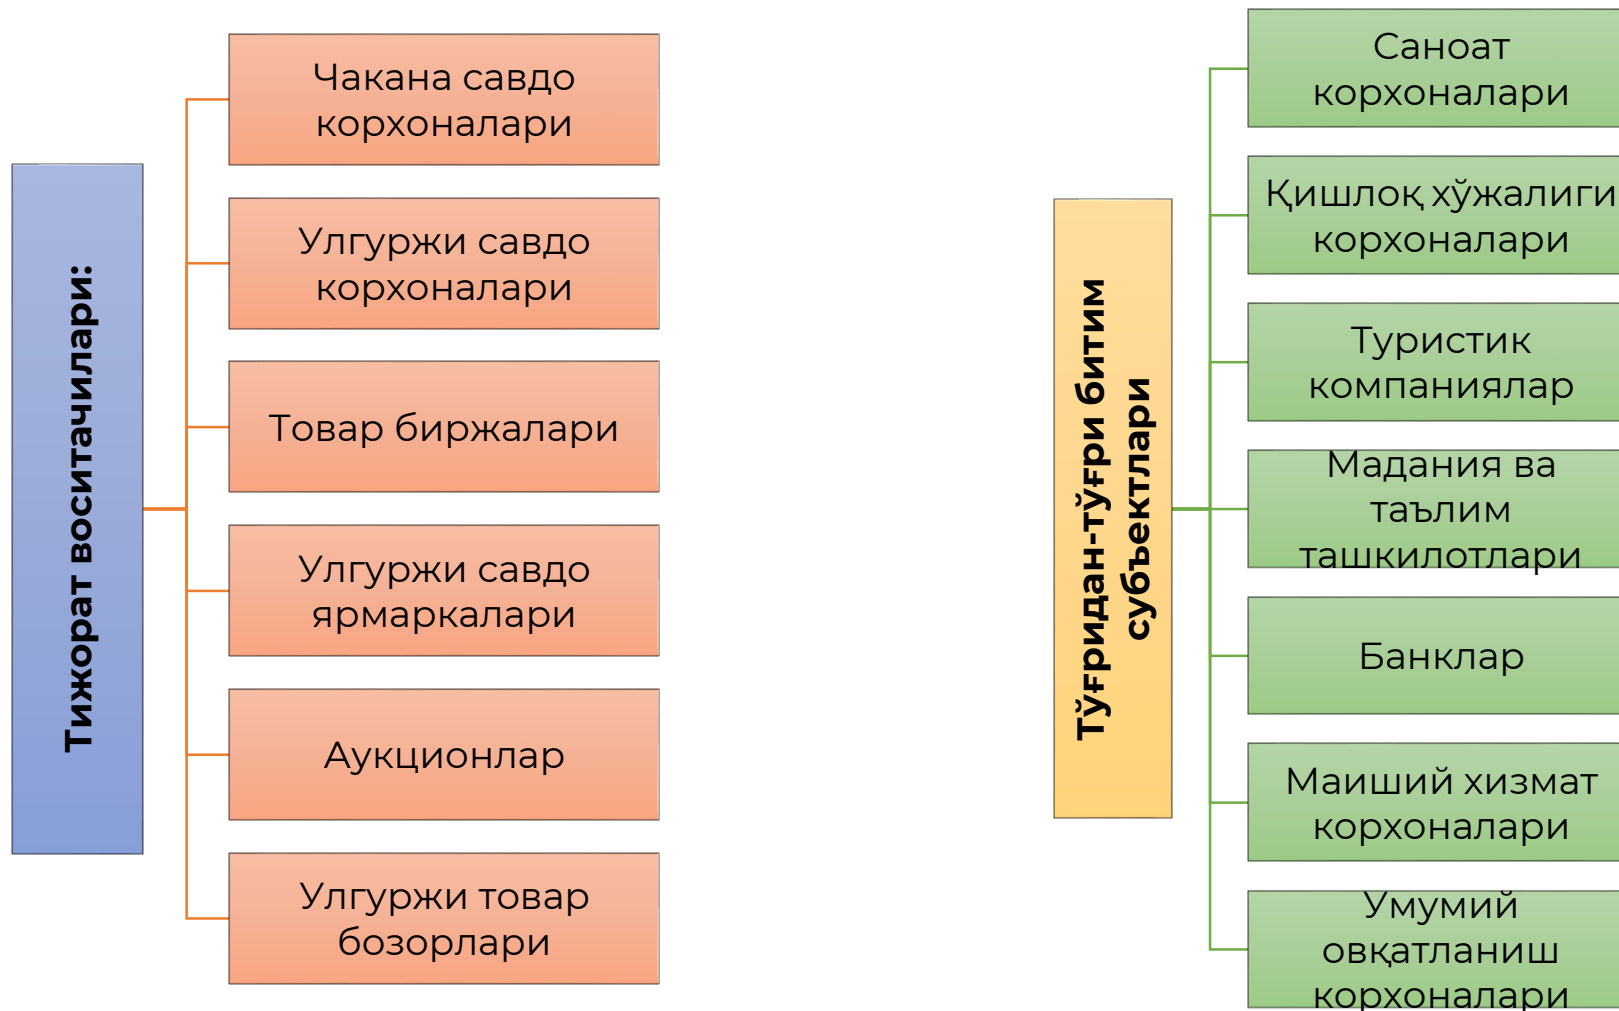 Тижорат воситачилари:
Чакана савдо
корхоналари
Улгуржи савдо
корхоналари
Товар биржалари
Улгуржи савдо
ярмаркалари
Аукционлар
Улгуржи товар
бозорлари
Тўғридан-тўғри битим
субъектлари
Саноат
корхоналари
Қишлоқ хўжалиги
корхоналари
Туристик
компаниялар
Мадания ва
таълим
ташкилотлари
Банклар
Маиший хизмат
корхоналари
Умумий
овқатланиш
корхоналари